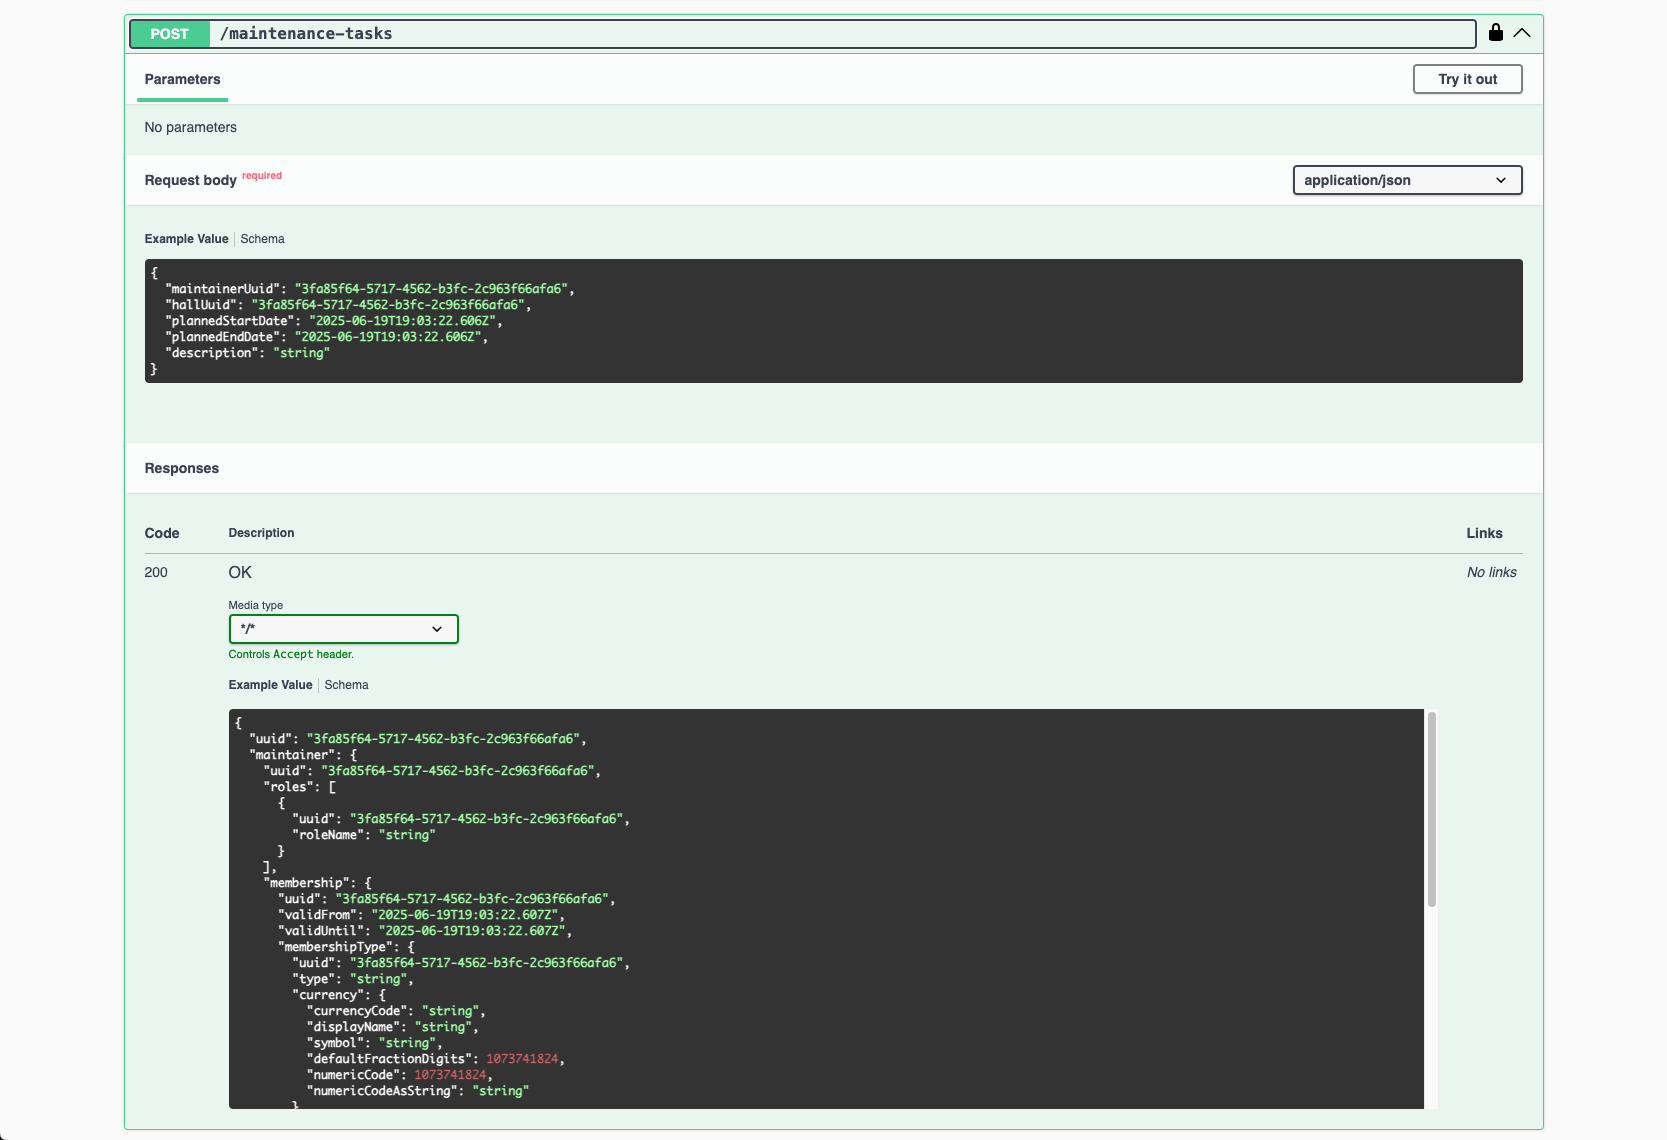 POST /maintenance-tasks
Parameters
Try it out
No parameters
Request body required
application/json
Example Value | Schema
{
  "maintainerUuid": "3fa85f64-5717-4562-b3fc-2c963f66afa6",
  "hallUuid": "3fa85f64-5717-4562-b3fc-2c963f66afa6",
  "plannedStartDate": "2025-06-19T19:03:22.606Z",
  "plannedEndDate": "2025-06-19T19:03:22.606Z",
  "description": "string"
}
Responses
Code Description Links
200 OK No links
Media type
*/*
Controls Accept header.
Example Value | Schema
{
  "uuid": "3fa85f64-5717-4562-b3fc-2c963f66afa6",
  "maintainer": {
    "uuid": "3fa85f64-5717-4562-b3fc-2c963f66afa6",
    "roles": [
      {
        "uuid": "3fa85f64-5717-4562-b3fc-2c963f66afa6",
        "roleName": "string"
      }
    ],
    "membership": {
      "uuid": "3fa85f64-5717-4562-b3fc-2c963f66afa6",
      "validFrom": "2025-06-19T19:03:22.607Z",
      "validUntil": "2025-06-19T19:03:22.607Z",
      "membershipType": {
        "uuid": "3fa85f64-5717-4562-b3fc-2c963f66afa6",
        "type": "string",
        "currency": {
          "currencyCode": "string",
          "displayName": "string",
          "symbol": "string",
          "defaultFractionDigits": 1073741824,
          "numericCode": 1073741824,
          "numericCodeAsString": "string"
        }